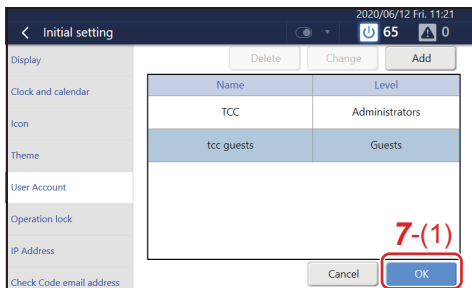 2020/06/12 Fri. 11:21
Initial setting
65
0
Display
Clock and calendar
Icon
Theme
User Account
Operation lock
IP Address
Check Code email address
Delete
Change
Add
Name Level
TCC Administrators
tcc guests Guests
7-(1)
Cancel
OK